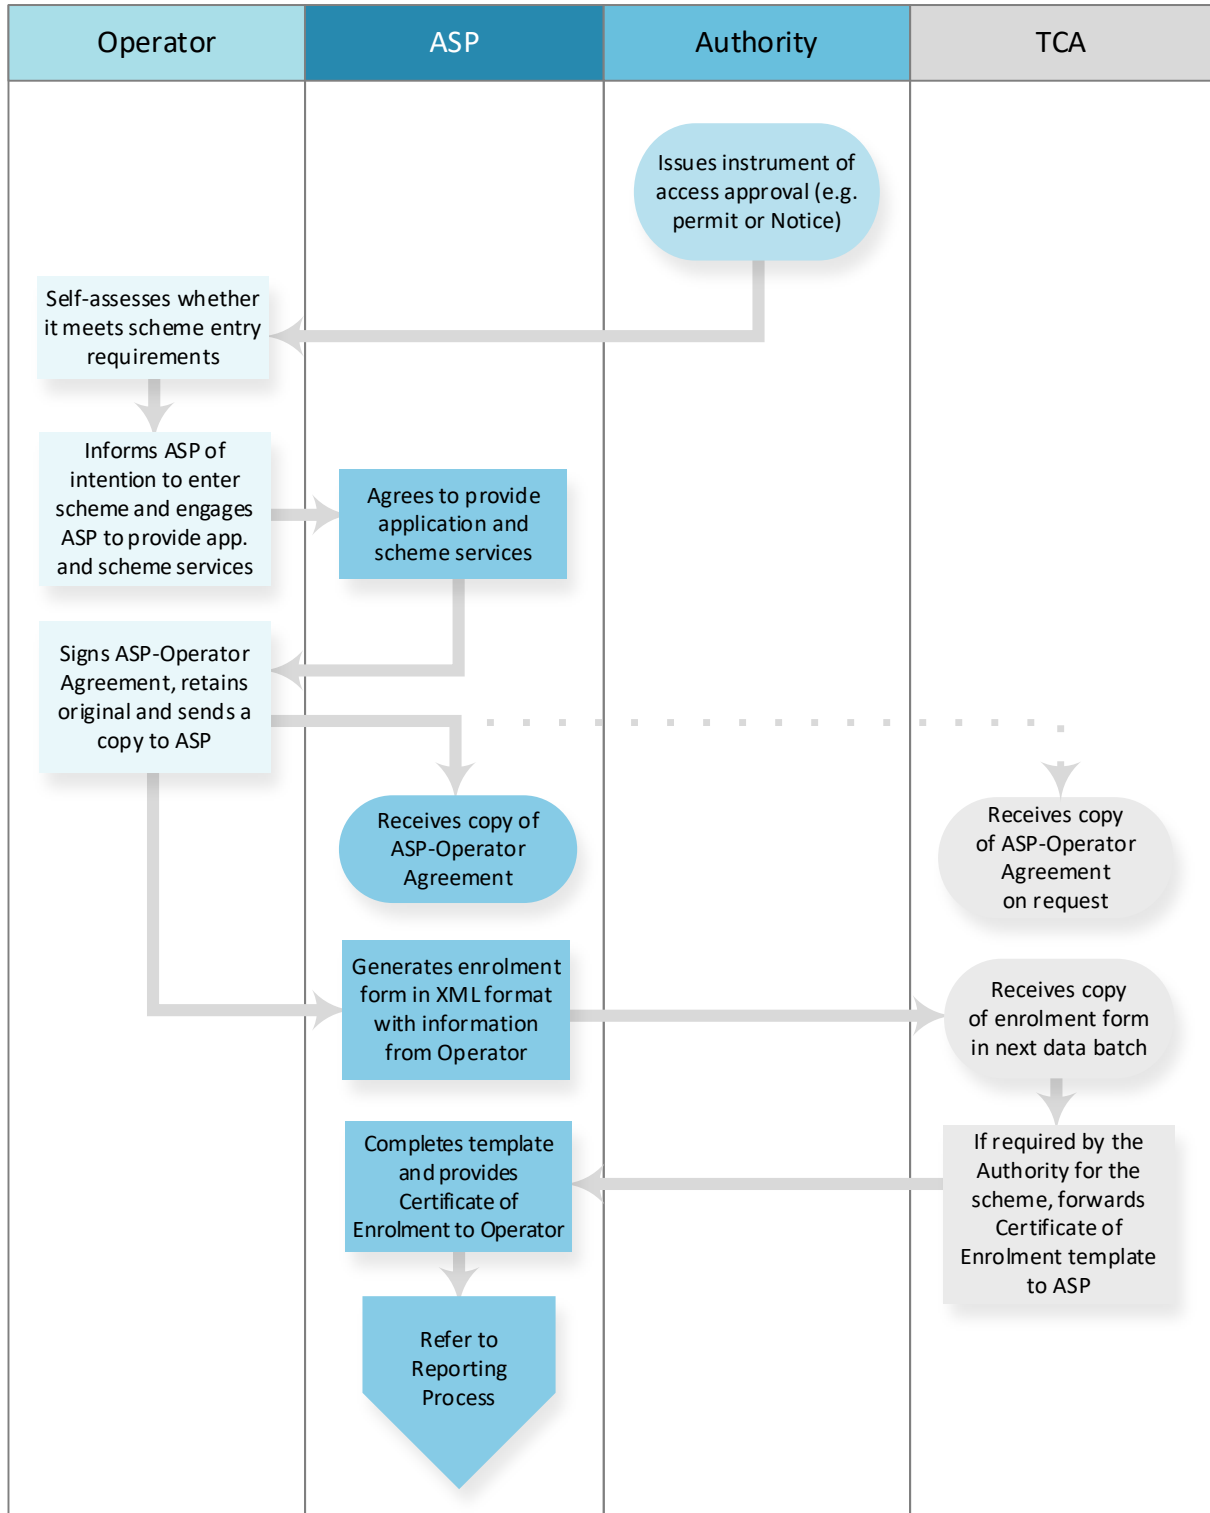 Operator
ASP
Authority
TCA
Issues instrument of
access approval (e.g.
permit or Notice)
Self-assesses whether
it meets scheme entry
requirements
Informs ASP of
intention to enter
scheme and engages
ASP to provide app.
and scheme services
Agrees to provide
application and
scheme services
Signs ASP-Operator
Agreement, retains
original and sends a
copy to ASP
Receives copy of
ASP-Operator
Agreement
Receives copy
of ASP-Operator
Agreement
on request
Generates enrolment
form in XML format
with information
from Operator
Receives copy
of enrolment form
in next data batch
Completes template
and provides
Certificate of
Enrolment to Operator
If required by the
Authority for the
scheme, forwards
Certificate of
Enrolment template
to ASP
Refer to
Reporting
Process